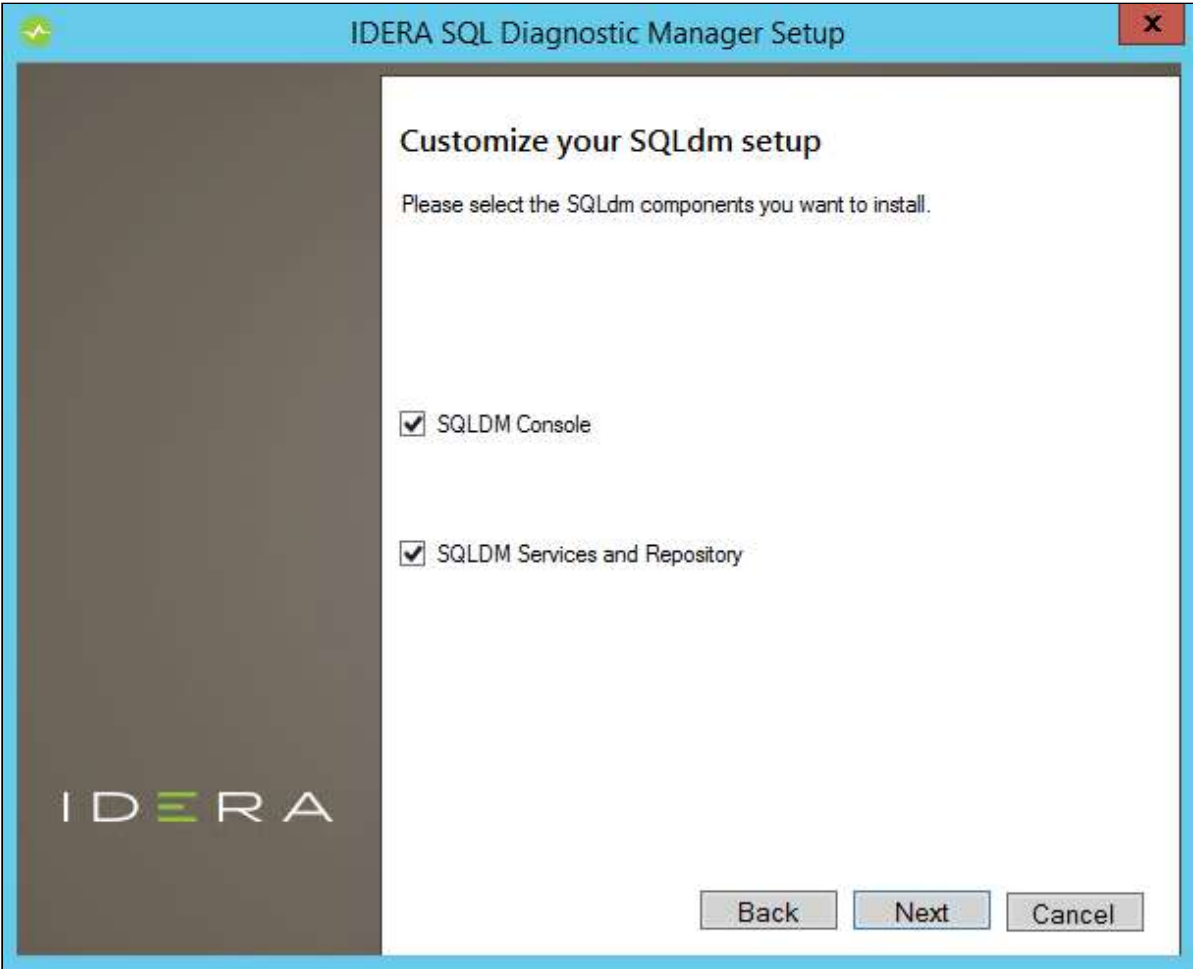 IDERA SQL Diagnostic Manager Setup
x
Customize your SQLdm setup
Please select the SQLdm components you want to install.
SQLDM Console
SQLDM Services and Repository
IDERA
Back Next Cancel